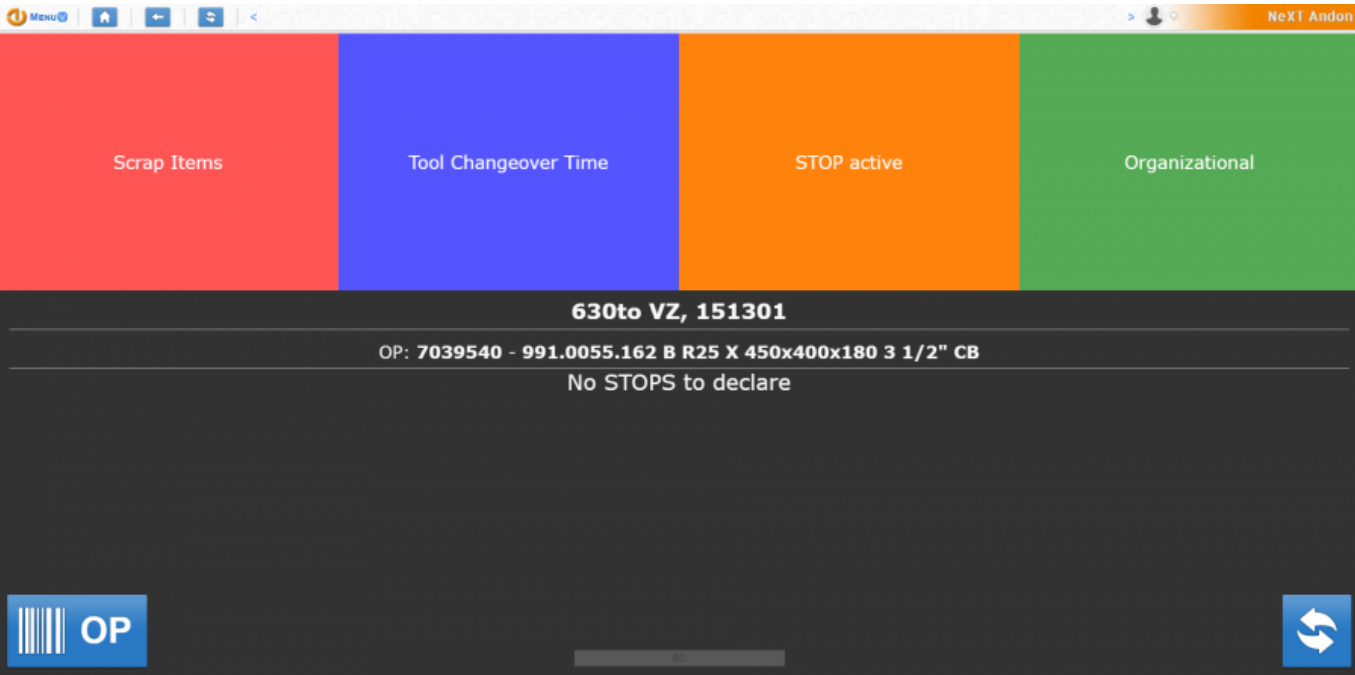 MENU < > NeXT Andon
Scrap Items Tool Changeover Time STOP active Organizational
630to VZ, 151301
OP: 7039540 - 991.0055.162 B R25 X 450x400x180 3 1/2" CB
No STOPS to declare
OP